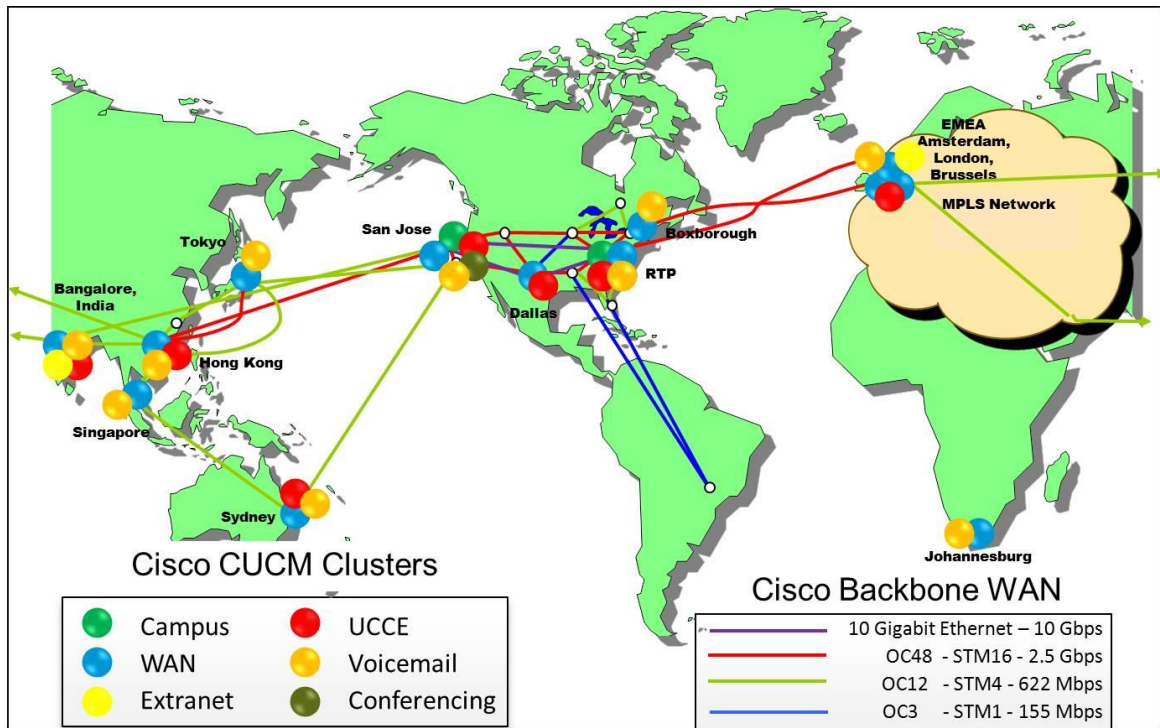 EMEA
Amsterdam,
London,
Brussels
MPLS Network
San Jose
Boxborough
Tokyo
RTP
Bangalore,
India
Dallas
Hong Kong
Singapore
Sydney
Johannesburg
Cisco CUCM Clusters
Campus
UCCE
WAN
Voicemail
Extranet
Conferencing
Cisco Backbone WAN
10 Gigabit Ethernet – 10 Gbps
OC48 - STM16 - 2.5 Gbps
OC12 - STM4 - 622 Mbps
OC3 - STM1 - 155 Mbps